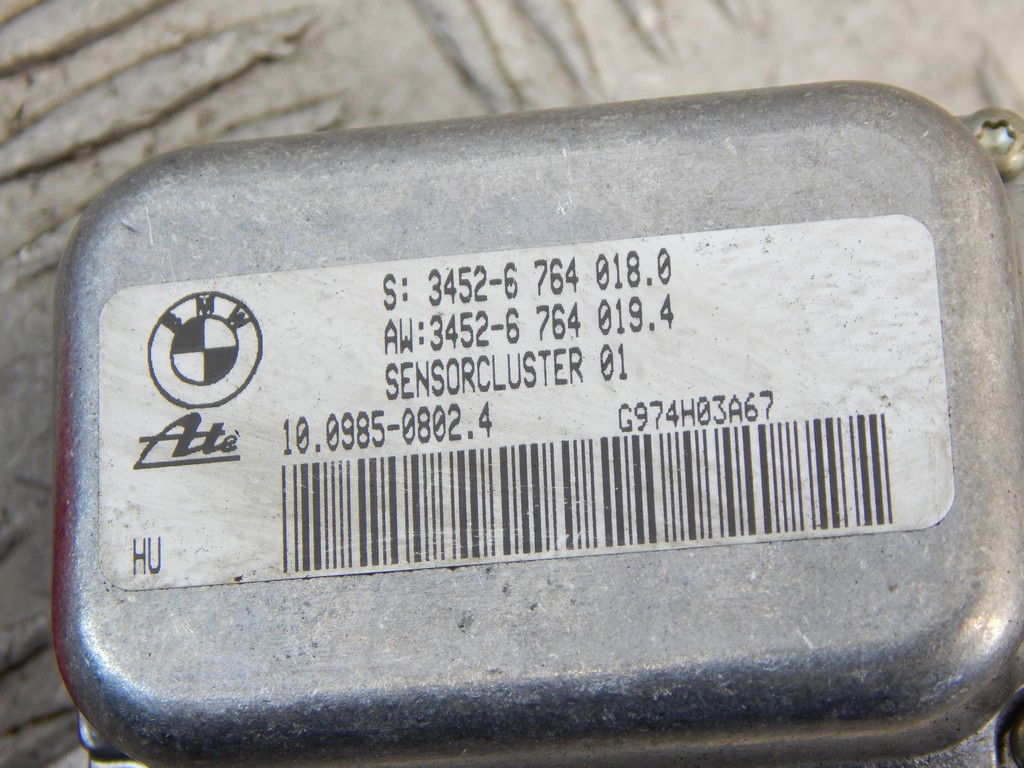 BMW
S: 3452-6 764 018.0
AW:3452-6 764 019.4
SENSORCLUSTER 01
Ate
10.0985-0802.4
G974H03A67
HU